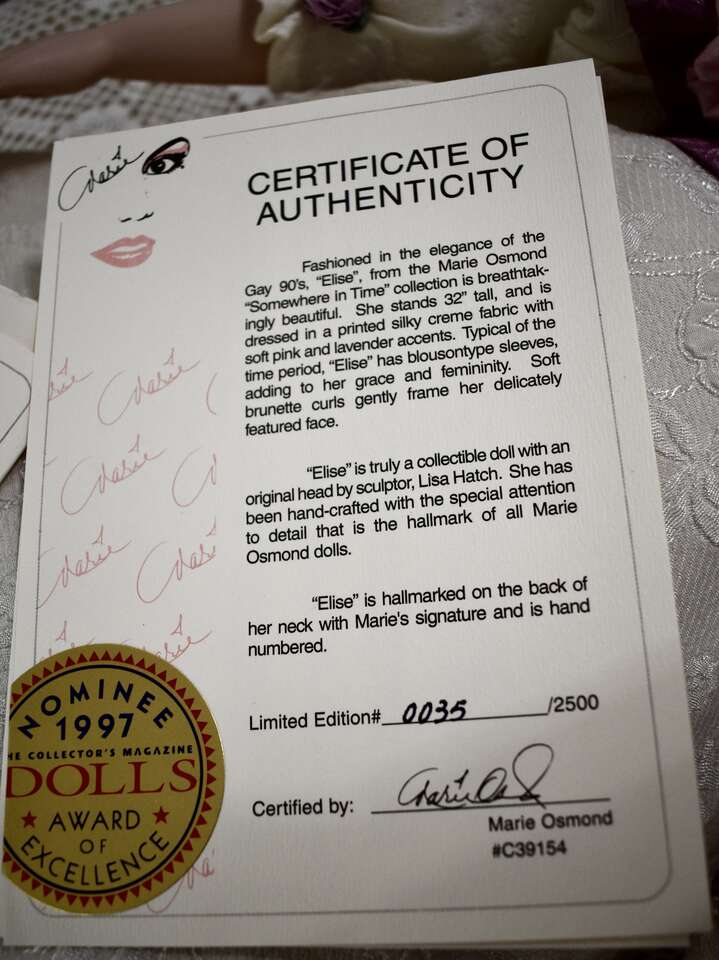 Marie
CERTIFICATE OF
AUTHENTICITY
Fashioned in the elegance of the
Gay 90's, "Elise", from the Marie Osmond
"Somewhere in Time" collection is breathtak-
ingly beautiful. She stands 32" tall, and is
dressed in a printed silky creme fabric with
soft pink and lavender accents. Typical of the
time period, "Elise" has blousontype sleeves,
adding to her grace and femininity. Soft
brunette curls gently frame her delicately
featured face.
"Elise" is truly a collectible doll with an
original head by sculptor, Lisa Hatch. She has
been hand-crafted with the special attention
to detail that is the hallmark of all Marie
Osmond dolls.
"Elise" is hallmarked on the back of
her neck with Marie's signature and is hand
numbered.
Limited Edition# 0035 /2500
Certified by: Marie Osmond
Marie Osmond
#C39154
Marie
Marie
Marie
Marie
NOMINEE
1997
THE COLLECTOR'S MAGAZINE
DOLLS
AWARD
OF
EXCELLENCE